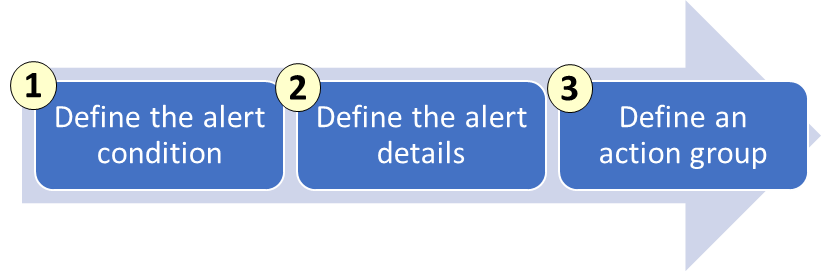 1
Define the alert
condition
2
Define the alert
details
3
Define an
action group